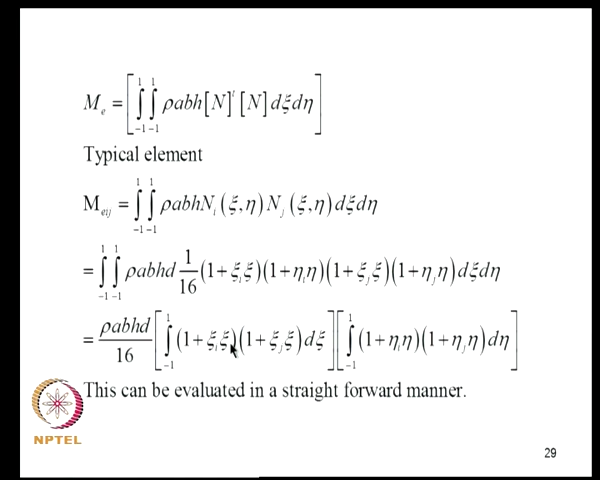 M_e = [ ∫_{-1}^{1} ∫_{-1}^{1} ρabh[N]^t [N] dξdη ]
Typical element
M_{eij} = ∫_{-1}^{1} ∫_{-1}^{1} ρabhN_i(ξ,η)N_j(ξ,η)dξdη
= ∫_{-1}^{1} ∫_{-1}^{1} ρabhd 1/16 (1+ξ_iξ)(1+η_iη)(1+ξ_jξ)(1+η_jη)dξdη
= ρabhd/16 [ ∫_{-1}^{1} (1+ξ_iξ)(1+ξ_jξ)dξ ][ ∫_{-1}^{1} (1+η_iη)(1+η_jη)dη ]
This can be evaluated in a straight forward manner.
NPTEL
29